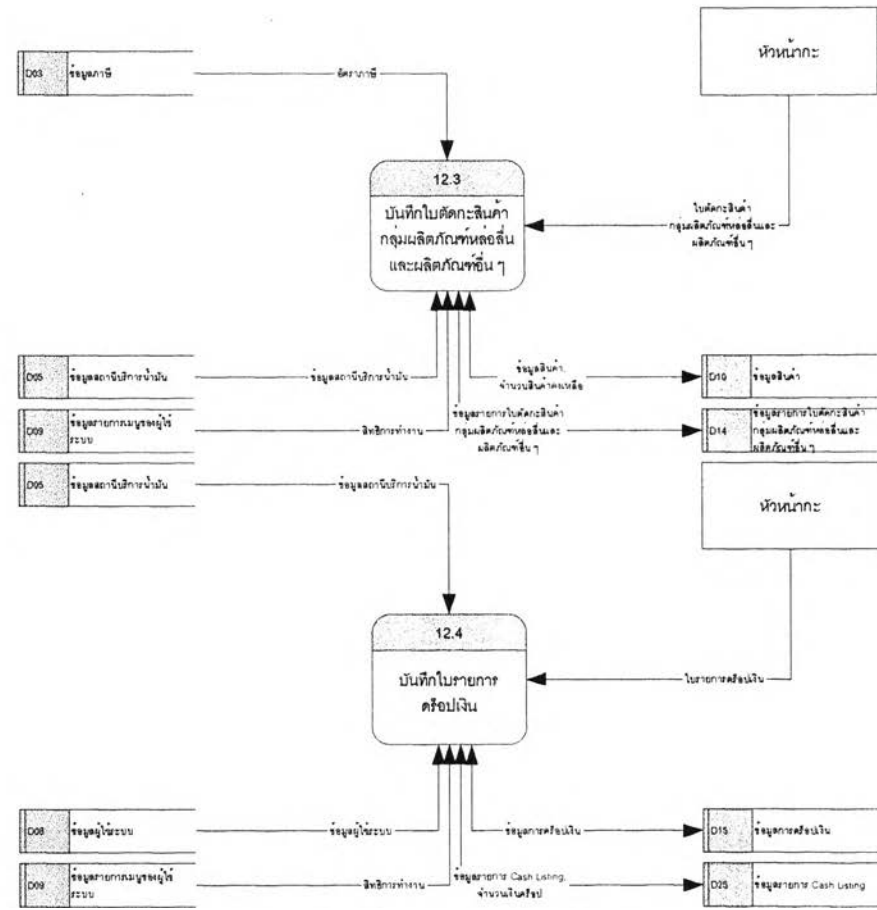 หัวหน้ากะ
D03
ข้อมูลภาษี
อัตราภาษี
12.3
บันทึกใบตัดกะสินค้า
กลุ่มผลิตภัณฑ์หล่อลื่น
และผลิตภัณฑ์อื่น ๆ
ใบตัดกะสินค้า
กลุ่มผลิตภัณฑ์หล่อลื่นและ
ผลิตภัณฑ์อื่น ๆ
D05
ข้อมูลสถานีบริการน้ำมัน
ข้อมูลสถานีบริการน้ำมัน
ข้อมูลสินค้า,
จำนวนสินค้าคงเหลือ
D10
ข้อมูลสินค้า
D09
ข้อมูลรายการเมนูของผู้ใช้
ระบบ
สิทธิการทำงาน
ข้อมูลรายการใบตัดกะสินค้า
กลุ่มผลิตภัณฑ์หล่อลื่นและ
ผลิตภัณฑ์อื่น ๆ
D14
ข้อมูลรายการใบตัดกะสินค้า
กลุ่มผลิตภัณฑ์หล่อลื่นและ
ผลิตภัณฑ์อื่น ๆ
D05
ข้อมูลสถานีบริการน้ำมัน
ข้อมูลสถานีบริการน้ำมัน
หัวหน้ากะ
12.4
บันทึกใบรายการ
ดร๊อปเงิน
ใบรายการดร๊อปเงิน
D08
ข้อมูลผู้ใช้ระบบ
ข้อมูลผู้ใช้ระบบ
ข้อมูลการดร๊อปเงิน
D15
ข้อมูลการดร๊อปเงิน
D09
ข้อมูลรายการเมนูของผู้ใช้
ระบบ
สิทธิการทำงาน
ข้อมูลรายการ Cash Listing,
จำนวนเงินดร๊อป
D25
ข้อมูลรายการ Cash Listing